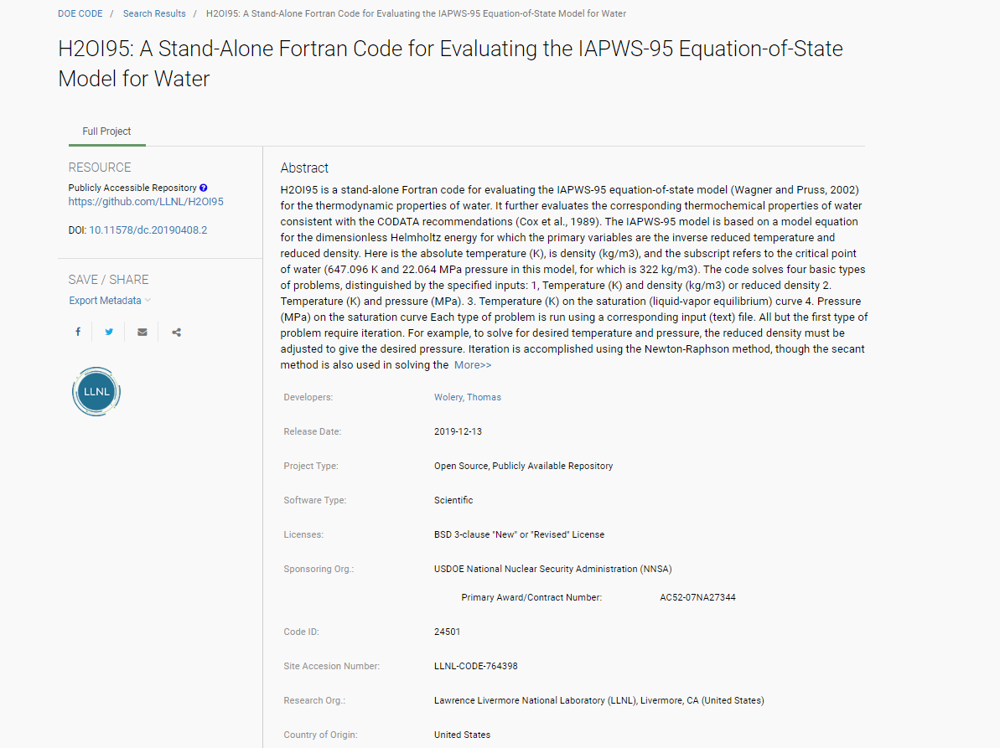 DOE CODE / Search Results / H2OI95: A Stand-Alone Fortran Code for Evaluating the IAPWS-95 Equation-of-State Model for Water
H2OI95: A Stand-Alone Fortran Code for Evaluating the IAPWS-95 Equation-of-State
Model for Water
Full Project
RESOURCE
Publicly Accessible Repository ?
https://github.com/LLNL/H2OI95
DOI: 10.11578/dc.20190408.2
SAVE / SHARE
Export Metadata
LLNL
Abstract
H2OI95 is a stand-alone Fortran code for evaluating the IAPWS-95 equation-of-state model (Wagner and Pruss, 2002)
for the thermodynamic properties of water. It further evaluates the corresponding thermochemical properties of water
consistent with the CODATA recommendations (Cox et al., 1989). The IAPWS-95 model is based on a model equation
for the dimensionless Helmholtz energy for which the primary variables are the inverse reduced temperature and
reduced density. Here is the absolute temperature (K), is density (kg/m3), and the subscript refers to the critical point
of water (647.096 K and 22.064 MPa pressure in this model, for which is 322 kg/m3). The code solves four basic types
of problems, distinguished by the specified inputs: 1, Temperature (K) and density (kg/m3) or reduced density 2.
Temperature (K) and pressure (MPa). 3. Temperature (K) on the saturation (liquid-vapor equilibrium) curve 4. Pressure
(MPa) on the saturation curve Each type of problem is run using a corresponding input (text) file. All but the first type of
problem require iteration. For example, to solve for desired temperature and pressure, the reduced density must be
adjusted to give the desired pressure. Iteration is accomplished using the Newton-Raphson method, though the secant
method is also used in solving the More>>
Developers: Wolery, Thomas
Release Date: 2019-12-13
Project Type: Open Source, Publicly Available Repository
Software Type: Scientific
Licenses: BSD 3-clause "New" or "Revised" License
Sponsoring Org.: USDOE National Nuclear Security Administration (NNSA)
Primary Award/Contract Number: AC52-07NA27344
Code ID: 24501
Site Accesion Number: LLNL-CODE-764398
Research Org.: Lawrence Livermore National Laboratory (LLNL), Livermore, CA (United States)
Country of Origin: United States